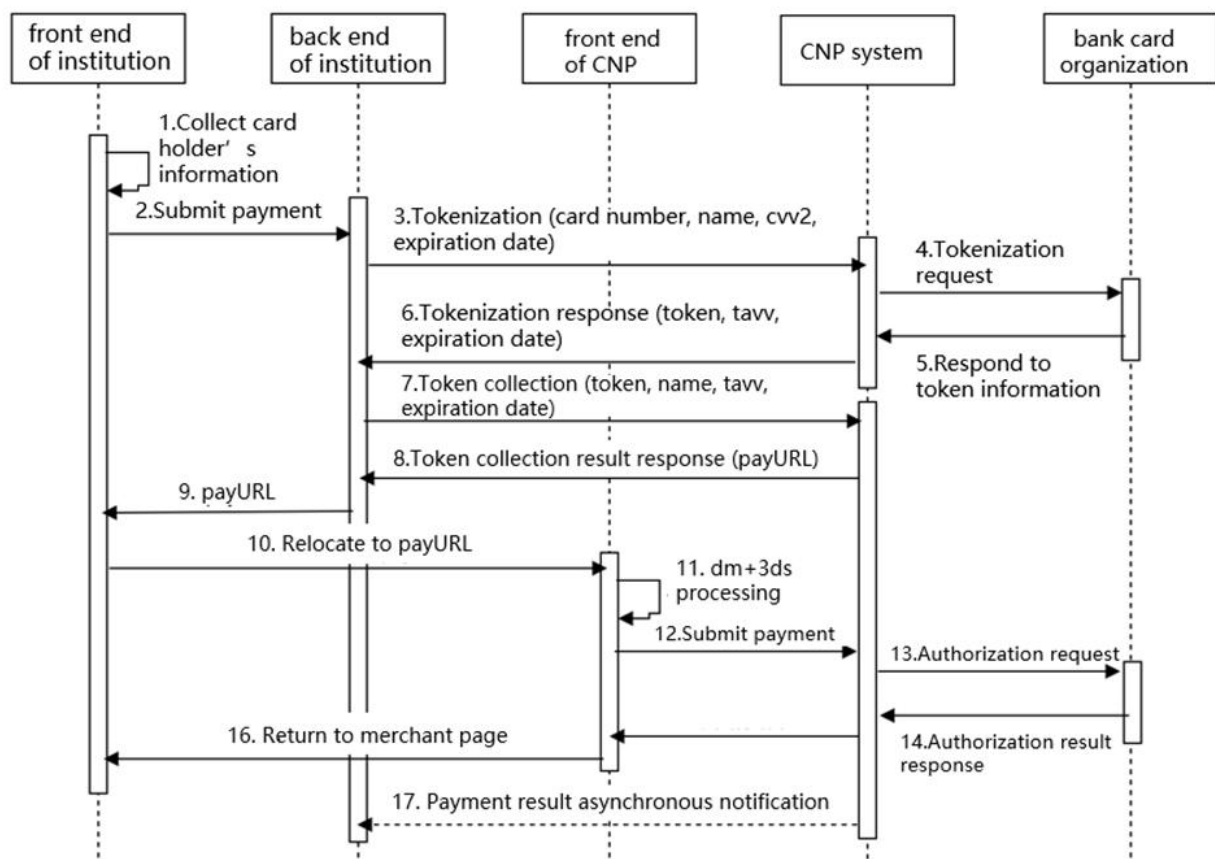 front end
of institution
back end
of institution
front end
of CNP
CNP system
bank card
organization
1.Collect card
holder' s
information
2.Submit payment
3.Tokenization (card number, name, cvv2,
expiration date)
4.Tokenization
request
6.Tokenization response (token, tavv,
expiration date)
5.Respond to
token information
7.Token collection (token, name, tavv,
expiration date)
8.Token collection result response (payURL)
9. payURL
10. Relocate to payURL
11. dm+3ds
processing
12.Submit payment
13.Authorization request
14.Authorization result
response
16. Return to merchant page
17. Payment result asynchronous notification